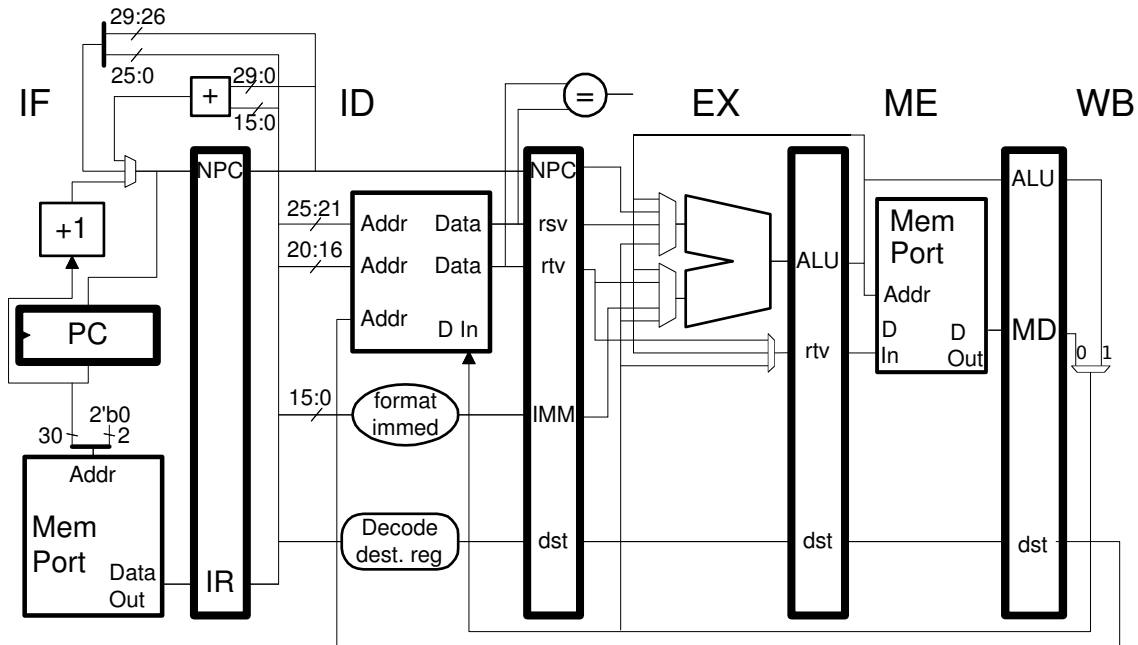 29:26
25:0
29:0
15:0
IF
ID
EX
ME
WB
+
=
NPC
NPC
ALU
+1
25:21
Addr
Data
rsv
20:16
Addr
Data
rtv
Mem
Port
ALU
Addr
Addr
D In
PC
D
In
D
Out
MD
rtv
0
1
15:0
format
immed
IMM
2'b0
30
2
Addr
Mem
Port
Data
Out
IR
Decode
dest. reg
dst
dst
dst